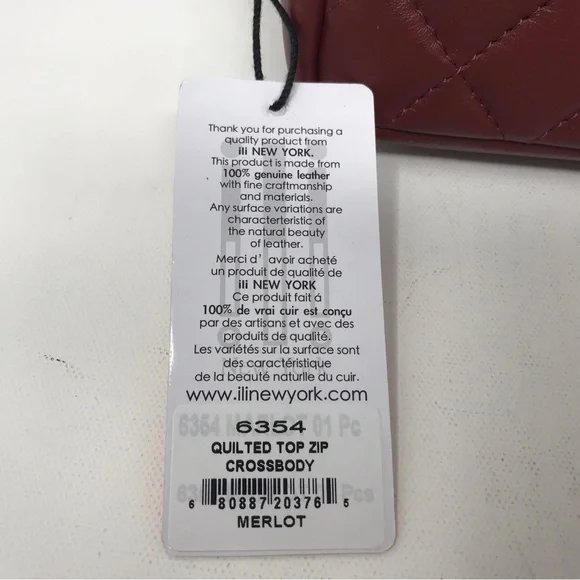 Thank you for purchasing a
quality product from
ili NEW YORK.
This product is made from
100% genuine leather
with fine craftmanship
and materials.
Any surface variations are
charterteristic of
the natural beauty
of leather.
Merci d' avoir acheté
un produit de qualité de
ili NEW YORK
Ce produit fait á
100% de vrai cuir est conçu
par des artisans et avec des
produits de qualité.
Les variétés sur la surface sont
des caractéristique
de la beauté naturlle du cuir.
www.ilinewyork.com
6354
QUILTED TOP ZIP
CROSSBODY
6 80887 20376 5
MERLOT